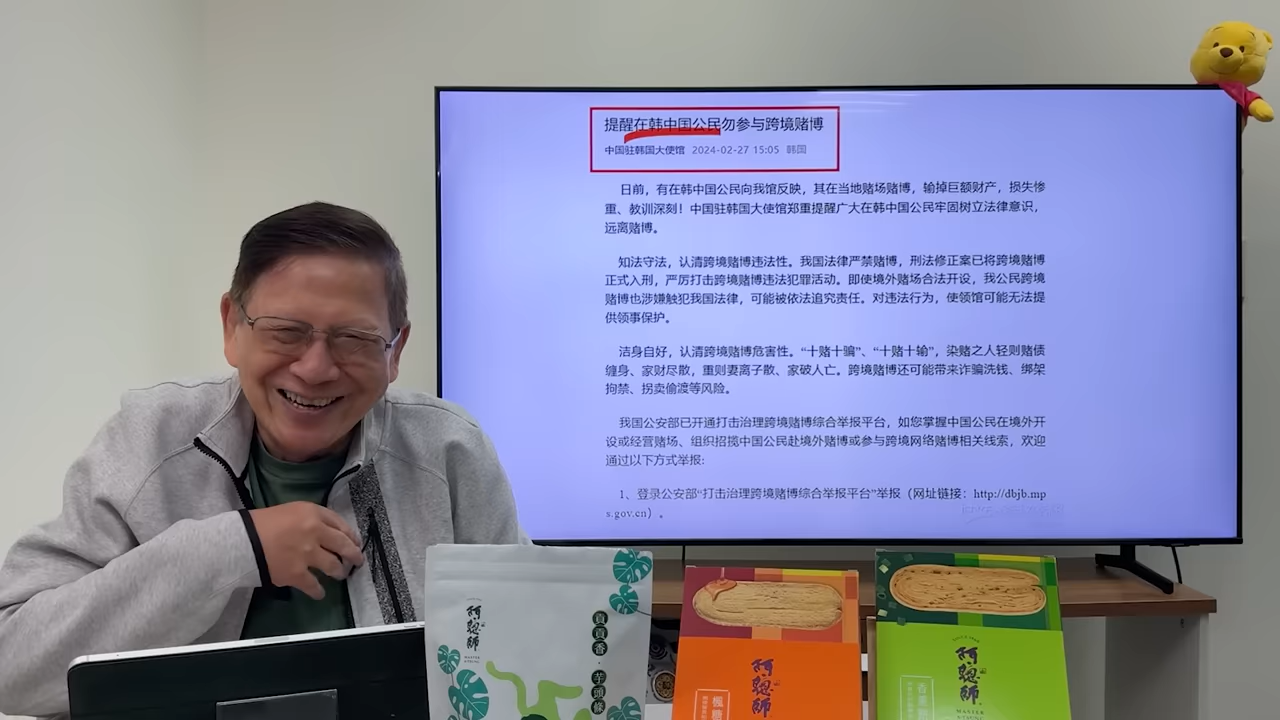 提醒在韩中国公民勿参与跨境赌博
中国驻韩国大使馆 2024-02-27 15:05 韩国
日前，有在韩中国公民向我馆反映，其在当地赌场赌博，输掉巨额财产，损失惨
重、教训深刻！中国驻韩国大使馆郑重提醒广大在韩中国公民牢固树立法律意识，
远离赌博。
知法守法，认清跨境赌博违法性。我国法律严禁赌博，刑法修正案已将跨境赌博
正式入刑，严厉打击跨境赌博违法犯罪活动。即使境外赌场合法开设，我公民跨境
赌博也涉嫌触犯我国法律，可能被依法追究责任。对违法行为，使领馆可能无法提
供领事保护。
洁身自好，认清跨境赌博危害性。“十赌十骗”、“十赌十输”，染赌之人轻则赌债
缠身、家财尽散，重则妻离子散、家破人亡。跨境赌博还可能带来诈骗洗钱、绑架
拘禁、拐卖偷渡等风险。
我国公安部已开通打击治理跨境赌博综合举报平台，如您掌握中国公民在境外开
设或经营赌场、组织招揽中国公民赴境外赌博或参与跨境网络赌博相关线索，欢迎
通过以下方式举报：
1、登录公安部“打击治理跨境赌博综合举报平台”举报（网址链接：http://dbjb.mp
s.gov.cn）。
阿聰師
MASTER
頁頁香·芋頭條
阿聰師
楓糖
阿聰師
MASTER